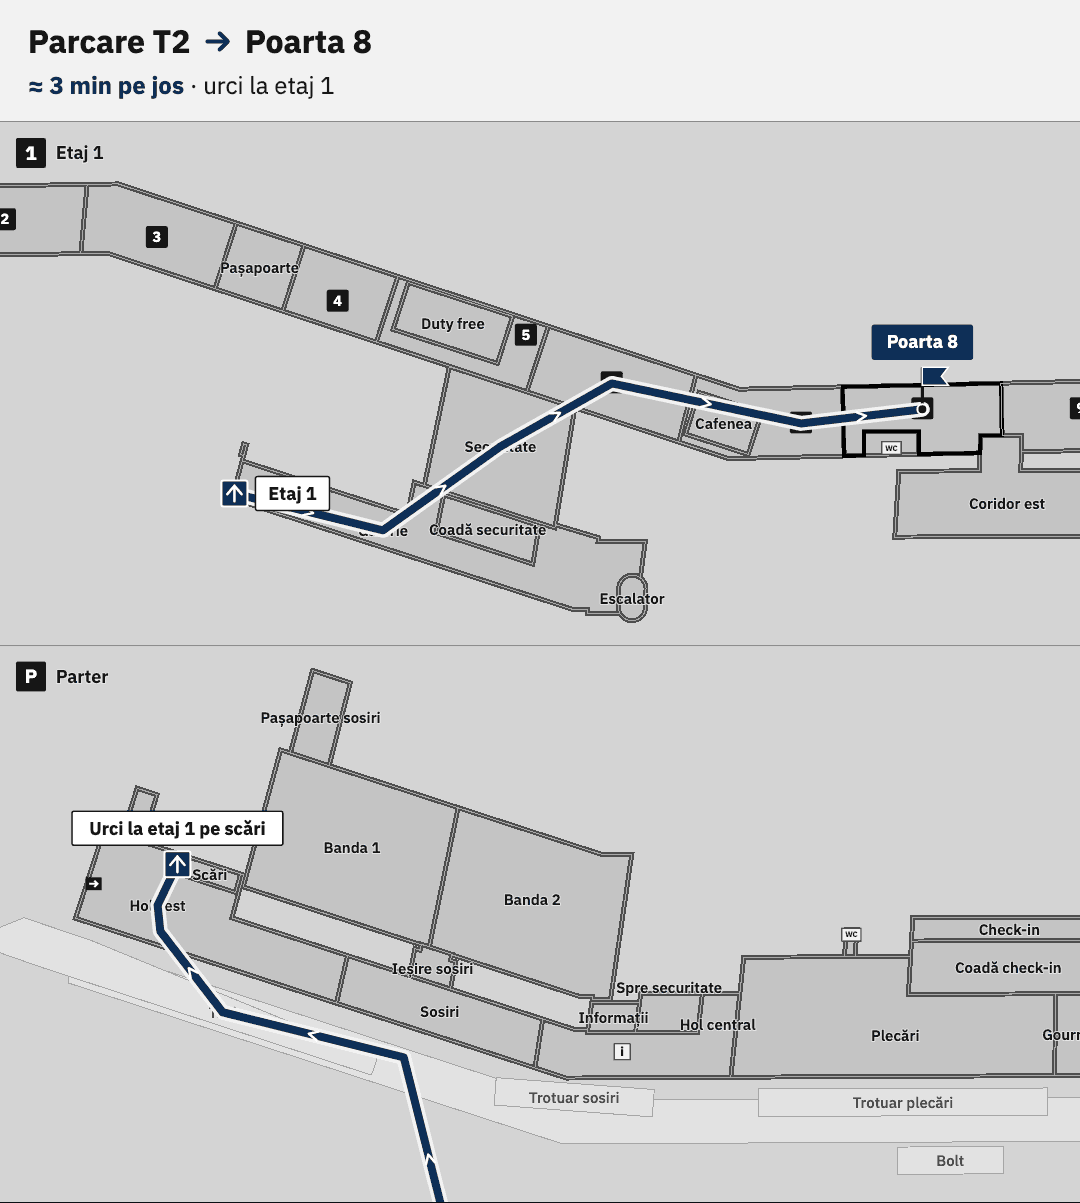 Parcare T2 → Poarta 8
≈ 3 min pe jos · urci la etaj 1
1 Etaj 1
2
3
Pașapoarte
4
Duty free
5
Poarta 8
Cafenea
9
wc
Etaj 1
Coadă securitate
Coridor est
Escalator
P Parter
Pașapoarte sosiri
Urci la etaj 1 pe scări
Banda 1
Scări
Banda 2
wc
Check-in
Iesire sosiri
Coadă check-in
Spre securitate
Sosiri
Informatii
Hol central
Plecări
i
Trotuar sosiri
Trotuar plecări
Bolt